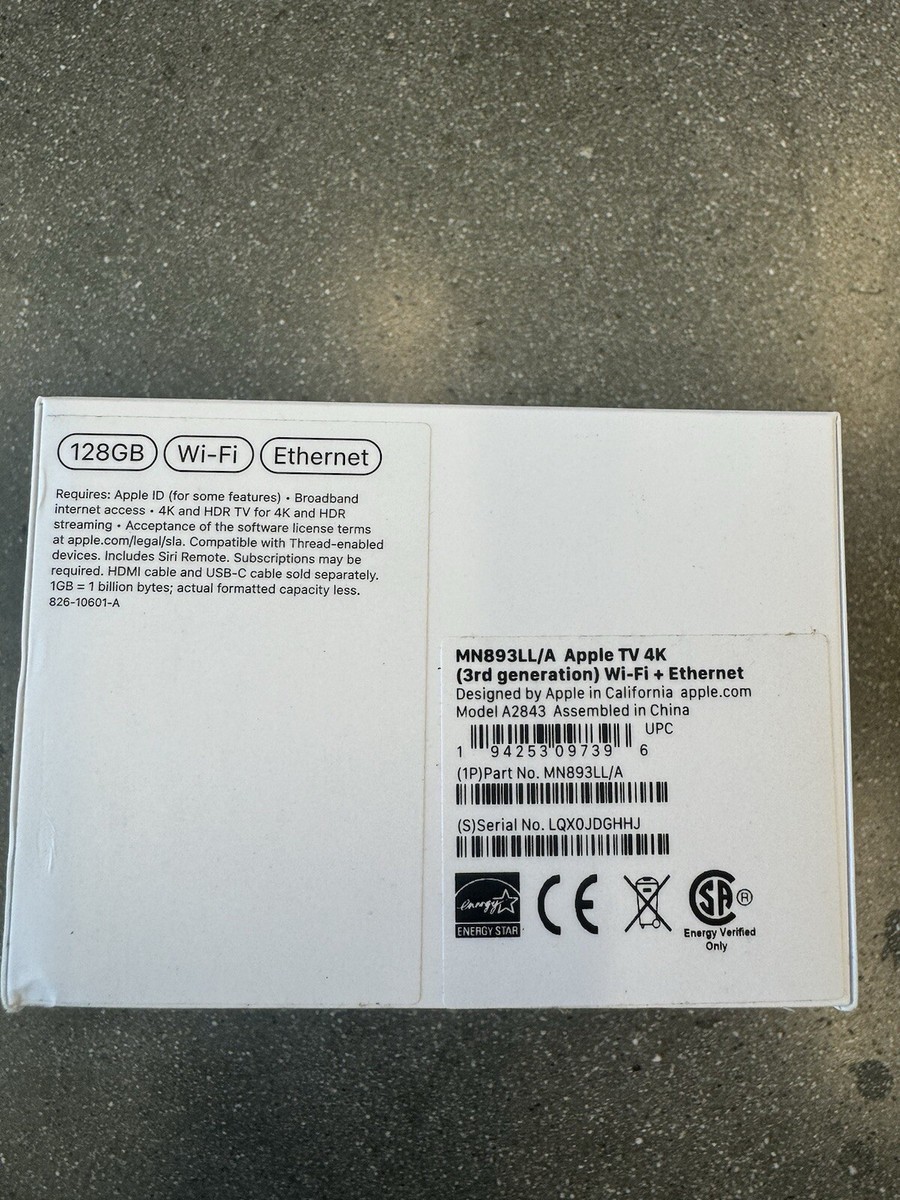 128GB Wi-Fi Ethernet
Requires: Apple ID (for some features) • Broadband
internet access • 4K and HDR TV for 4K and HDR
streaming • Acceptance of the software license terms
at apple.com/legal/sla. Compatible with Thread-enabled
devices. Includes Siri Remote. Subscriptions may be
required. HDMI cable and USB-C cable sold separately.
1GB = 1 billion bytes; actual formatted capacity less.
826-10601-A
MN893LL/A Apple TV 4K
(3rd generation) Wi-Fi + Ethernet
Designed by Apple in California apple.com
Model A2843 Assembled in China
UPC
1 94253 09739 6
(1P)Part No. MN893LL/A
(S)Serial No. LQX0JDGHHJ
energy
ENERGY STAR
CE
SA ®
Energy Verified
Only